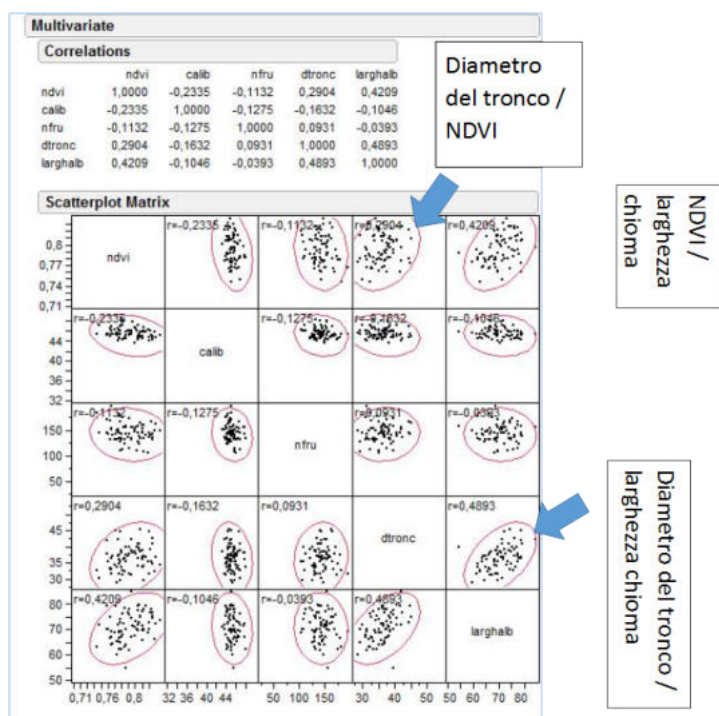 Multivariate
Correlations
ndvi calib nfru dtronc larghalb
ndvi 1,0000 -0,2335 -0,1132 0,2904 0,4209
calib -0,2335 1,0000 -0,1275 -0,1632 -0,1046
nfru -0,1132 -0,1275 1,0000 0,0931 -0,0393
dtronc 0,2904 -0,1632 0,0931 1,0000 0,4893
larghalb 0,4209 -0,1046 -0,0393 0,4893 1,0000
Diametro
del tronco /
NDVI
NDVI /
larghezza
chioma
Scatterplot Matrix
ndvi
r=-0,2335
r=-0,1132
r=0,2904
r=0,4209
0,8
0,77
0,74
0,71
r=-0,2335
calib
r=-0,1275
r=-0,1632
r=-0,1046
44
40
36
32
r=-0,1132
r=-0,1275
nfru
r=0,0931
r=-0,0393
150
100
50
r=0,2904
r=-0,1632
r=0,0931
dtronc
r=0,4893
45
35
30
Diametro del tronco /
larghezza chioma
r=0,4209
r=-0,1046
r=-0,0393
r=0,4893
larghalb
80
70
60
50
0,71 0,76 0,8 32 36 40 44 50 100 150 30 40 50 50 60 70 80